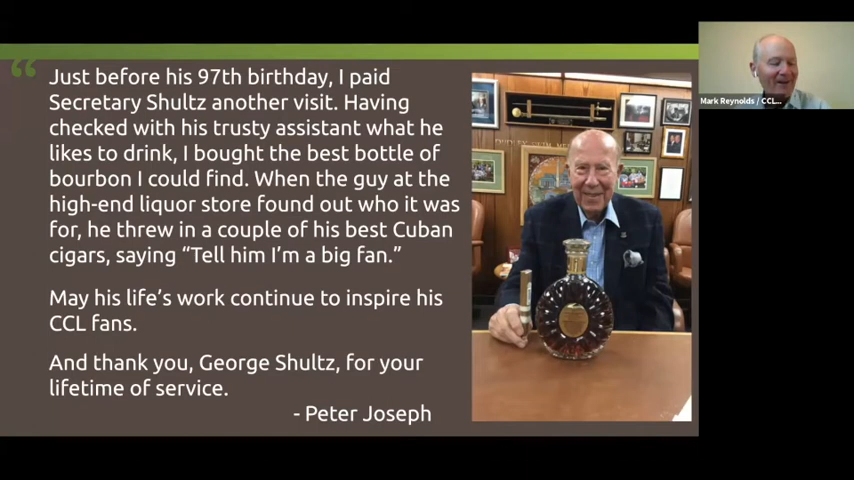 “
Just before his 97th birthday, I paid
Secretary Shultz another visit. Having
checked with his trusty assistant what he
likes to drink, I bought the best bottle of
bourbon I could find. When the guy at the
high-end liquor store found out who it was
for, he threw in a couple of his best Cuban
cigars, saying “Tell him I’m a big fan.”
May his life’s work continue to inspire his
CCL fans.
And thank you, George Shultz, for your
lifetime of service.
- Peter Joseph
Mark Reynolds / CCL...